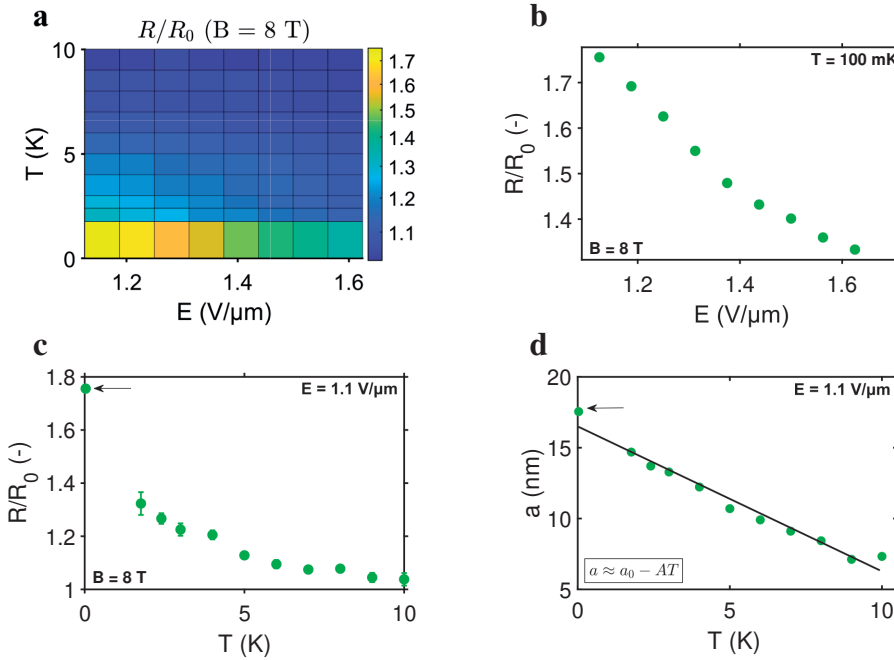 a
R/R0 (B = 8 T)
10
5
0
T (K)
1.2
1.4
1.6
E (V/µm)
1.7
1.6
1.5
1.4
1.3
1.2
1.1
b
T = 100 mK
1.7
1.6
1.5
1.4
R/R0 (-)
B = 8 T
1.2
1.4
1.6
E (V/µm)
c
E = 1.1 V/µm
1.8
1.6
1.4
1.2
1
R/R0 (-)
B = 8 T
0
5
10
T (K)
d
E = 1.1 V/µm
20
15
10
5
a (nm)
a ≈ a0 − AT
0
5
10
T (K)